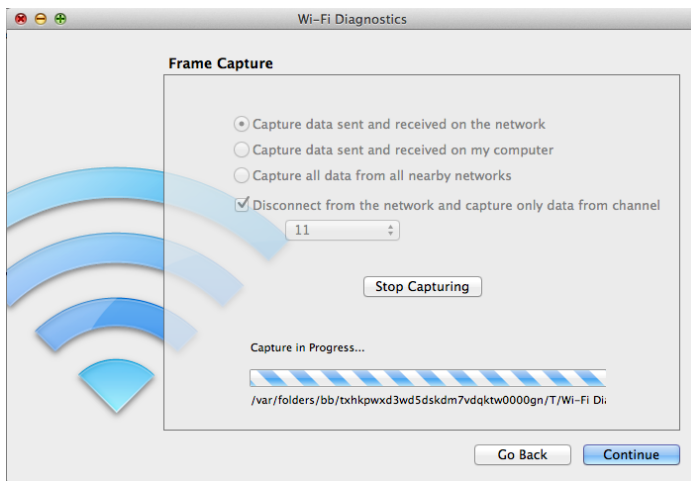 Wi-Fi Diagnostics
Frame Capture
Capture data sent and received on the network
Capture data sent and received on my computer
Capture all data from all nearby networks
Disconnect from the network and capture only data from channel
11
Stop Capturing
Capture in Progress...
/var/folders/bb/txhkpwxd3wd5dskdm7vdqktw0000gn/T/Wi-Fi Dia
Go Back
Continue